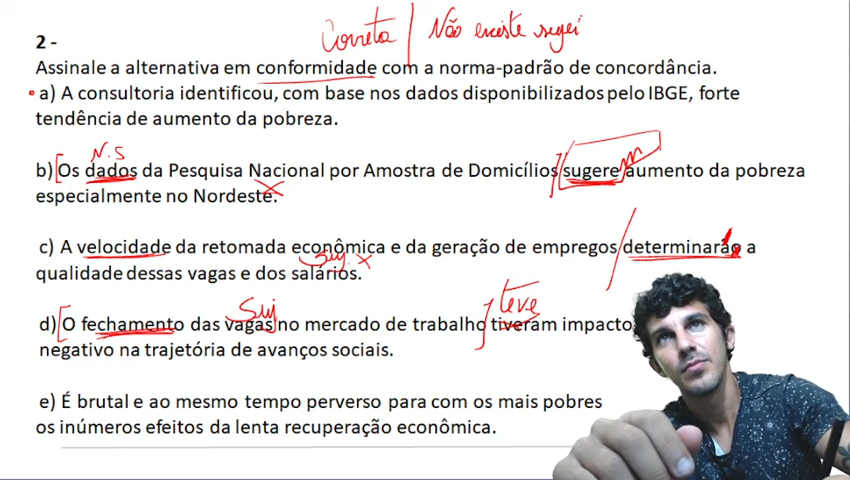 Correta | Não existe segei
2 -
Assinale a alternativa em conformidade com a norma-padrão de concordância.
a) A consultoria identificou, com base nos dados disponibilizados pelo IBGE, forte
tendência de aumento da pobreza.
N.S
m
b) Os dados da Pesquisa Nacional por Amostra de Domicílios sugere aumento da pobreza
especialmente no Nordeste.
c) A velocidade da retomada econômica e da geração de empregos determinarão a
Suj. x
qualidade dessas vagas e dos salários.
Suj
teve
d) O fechamento das vagas no mercado de trabalho tiveram impacto
negativo na trajetória de avanços sociais.
e) É brutal e ao mesmo tempo perverso para com os mais pobres
os inúmeros efeitos da lenta recuperação econômica.